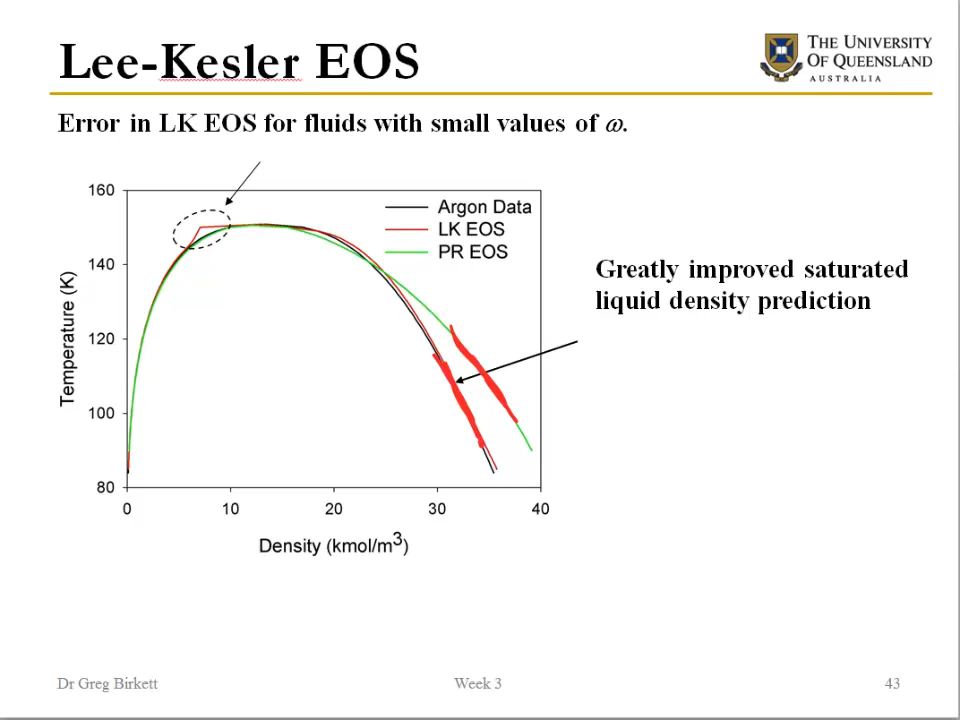 Lee-Kesler EOS
THE UNIVERSITY
OF QUEENSLAND
AUSTRALIA
Error in LK EOS for fluids with small values of ω.
160
140
120
100
80
Temperature (K)
Argon Data
LK EOS
PR EOS
Greatly improved saturated
liquid density prediction
0 10 20 30 40
Density (kmol/m³)
Dr Greg Birkett Week 3 43